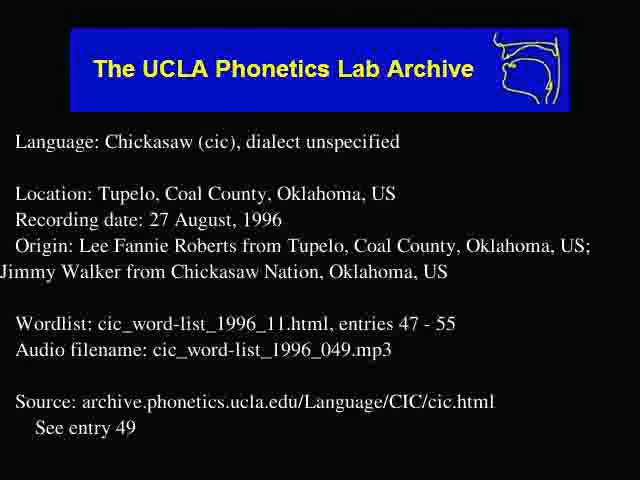 The UCLA Phonetics Lab Archive
Language: Chickasaw (cic), dialect unspecified
Location: Tupelo, Coal County, Oklahoma, US
Recording date: 27 August, 1996
Origin: Lee Fannie Roberts from Tupelo, Coal County, Oklahoma, US;
Jimmy Walker from Chickasaw Nation, Oklahoma, US
Wordlist: cic_word-list_1996_11.html, entries 47 - 55
Audio filename: cic_word-list_1996_049.mp3
Source: archive.phonetics.ucla.edu/Language/CIC/cic.html
See entry 49